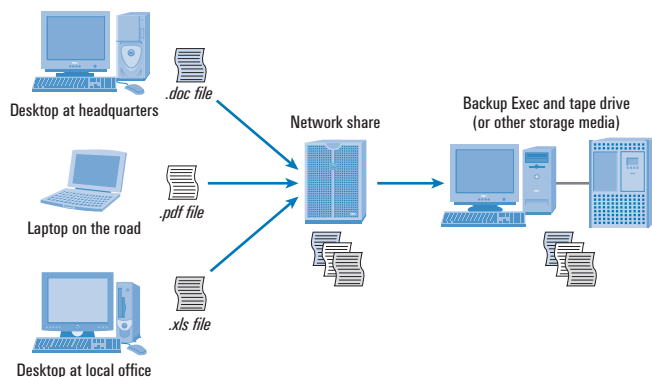 .doc file
Desktop at headquarters
Network share
Backup Exec and tape drive
(or other storage media)
.pdf file
Laptop on the road
.xls file
Desktop at local office